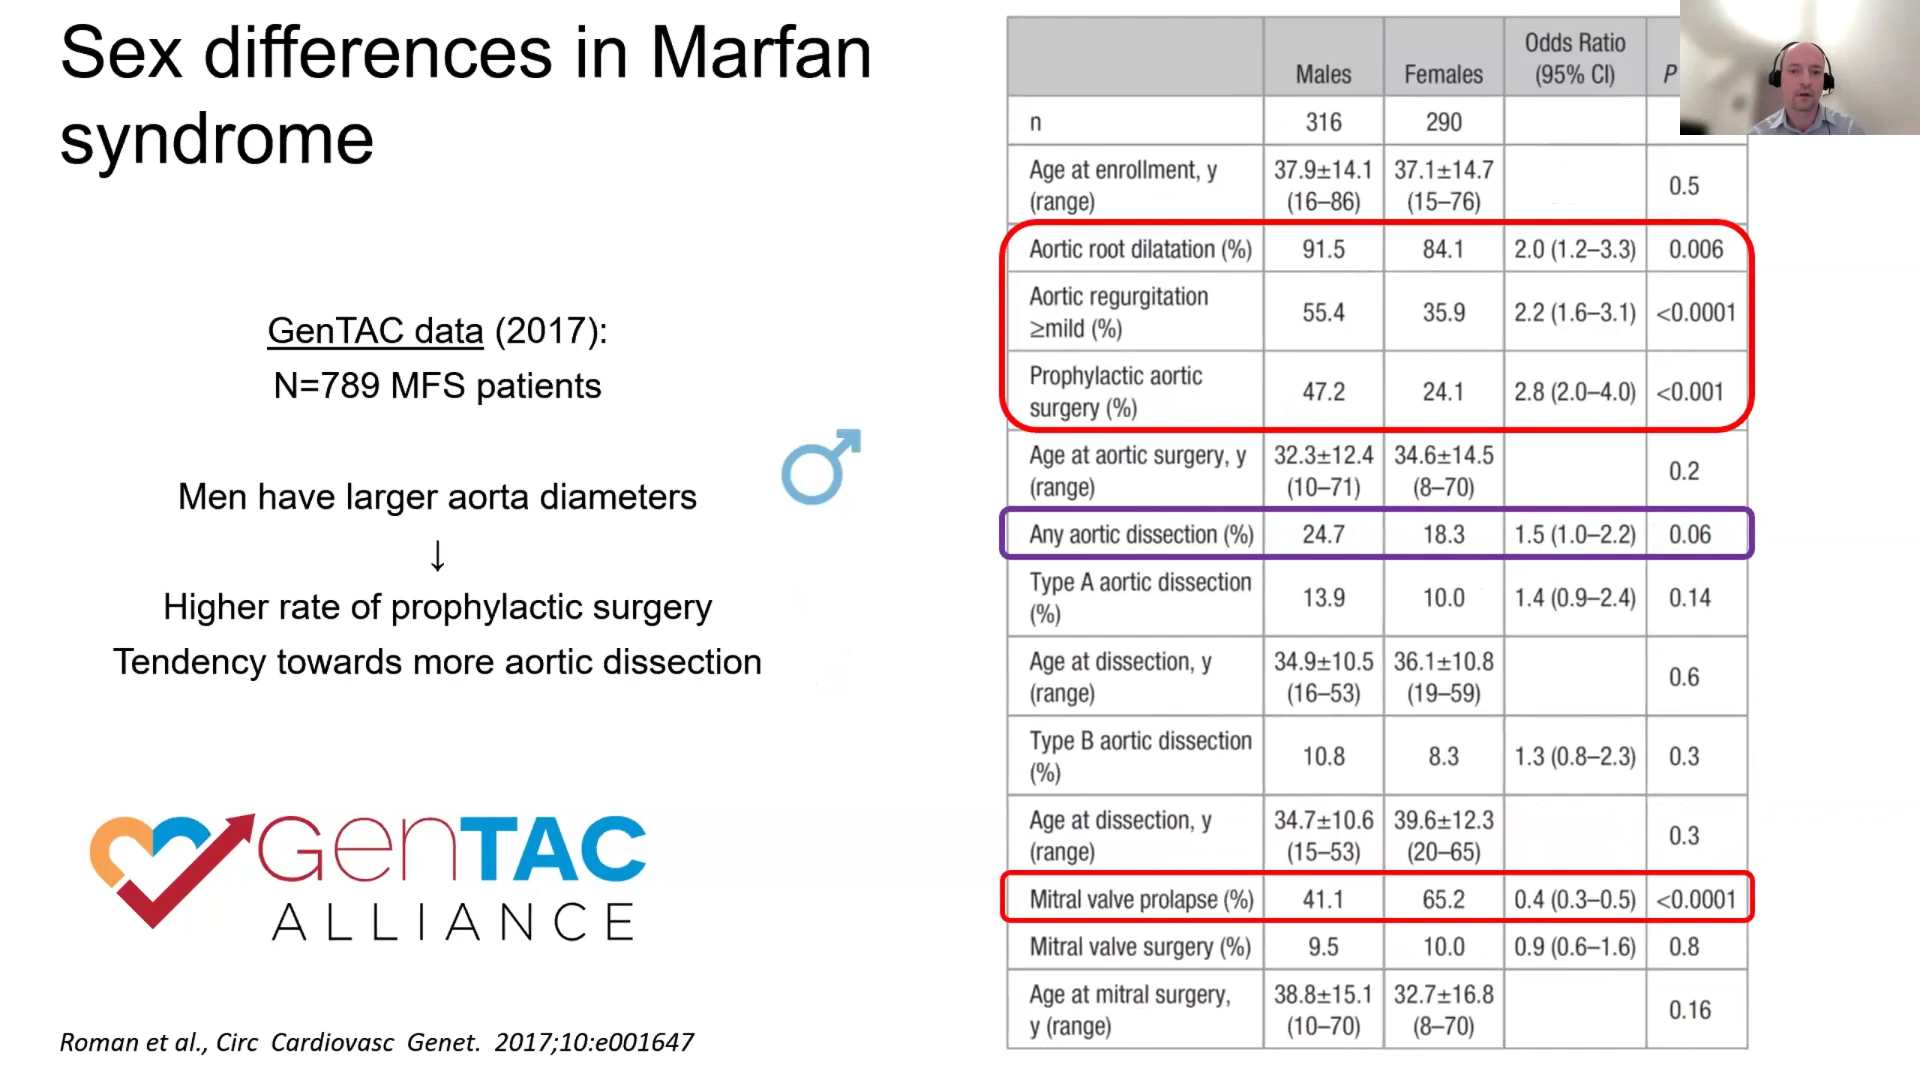 Sex differences in Marfan
syndrome
GenTAC data (2017):
N=789 MFS patients
Men have larger aorta diameters
↓
Higher rate of prophylactic surgery
Tendency towards more aortic dissection
GenTAC
ALLIANCE
Roman et al., Circ Cardiovasc Genet. 2017;10:e001647
Males Females Odds Ratio (95% CI) P
n 316 290
Age at enrollment, y (range) 37.9±14.1 (16–86) 37.1±14.7 (15–76) 0.5
Aortic root dilatation (%) 91.5 84.1 2.0 (1.2–3.3) 0.006
Aortic regurgitation ≥mild (%) 55.4 35.9 2.2 (1.6–3.1) <0.0001
Prophylactic aortic surgery (%) 47.2 24.1 2.8 (2.0–4.0) <0.001
Age at aortic surgery, y (range) 32.3±12.4 (10–71) 34.6±14.5 (8–70) 0.2
Any aortic dissection (%) 24.7 18.3 1.5 (1.0–2.2) 0.06
Type A aortic dissection (%) 13.9 10.0 1.4 (0.9–2.4) 0.14
Age at dissection, y (range) 34.9±10.5 (16–53) 36.1±10.8 (19–59) 0.6
Type B aortic dissection (%) 10.8 8.3 1.3 (0.8–2.3) 0.3
Age at dissection, y (range) 34.7±10.6 (15–53) 39.6±12.3 (20–65) 0.3
Mitral valve prolapse (%) 41.1 65.2 0.4 (0.3–0.5) <0.0001
Mitral valve surgery (%) 9.5 10.0 0.9 (0.6–1.6) 0.8
Age at mitral surgery, y (range) 38.8±15.1 (10–70) 32.7±16.8 (8–70) 0.16